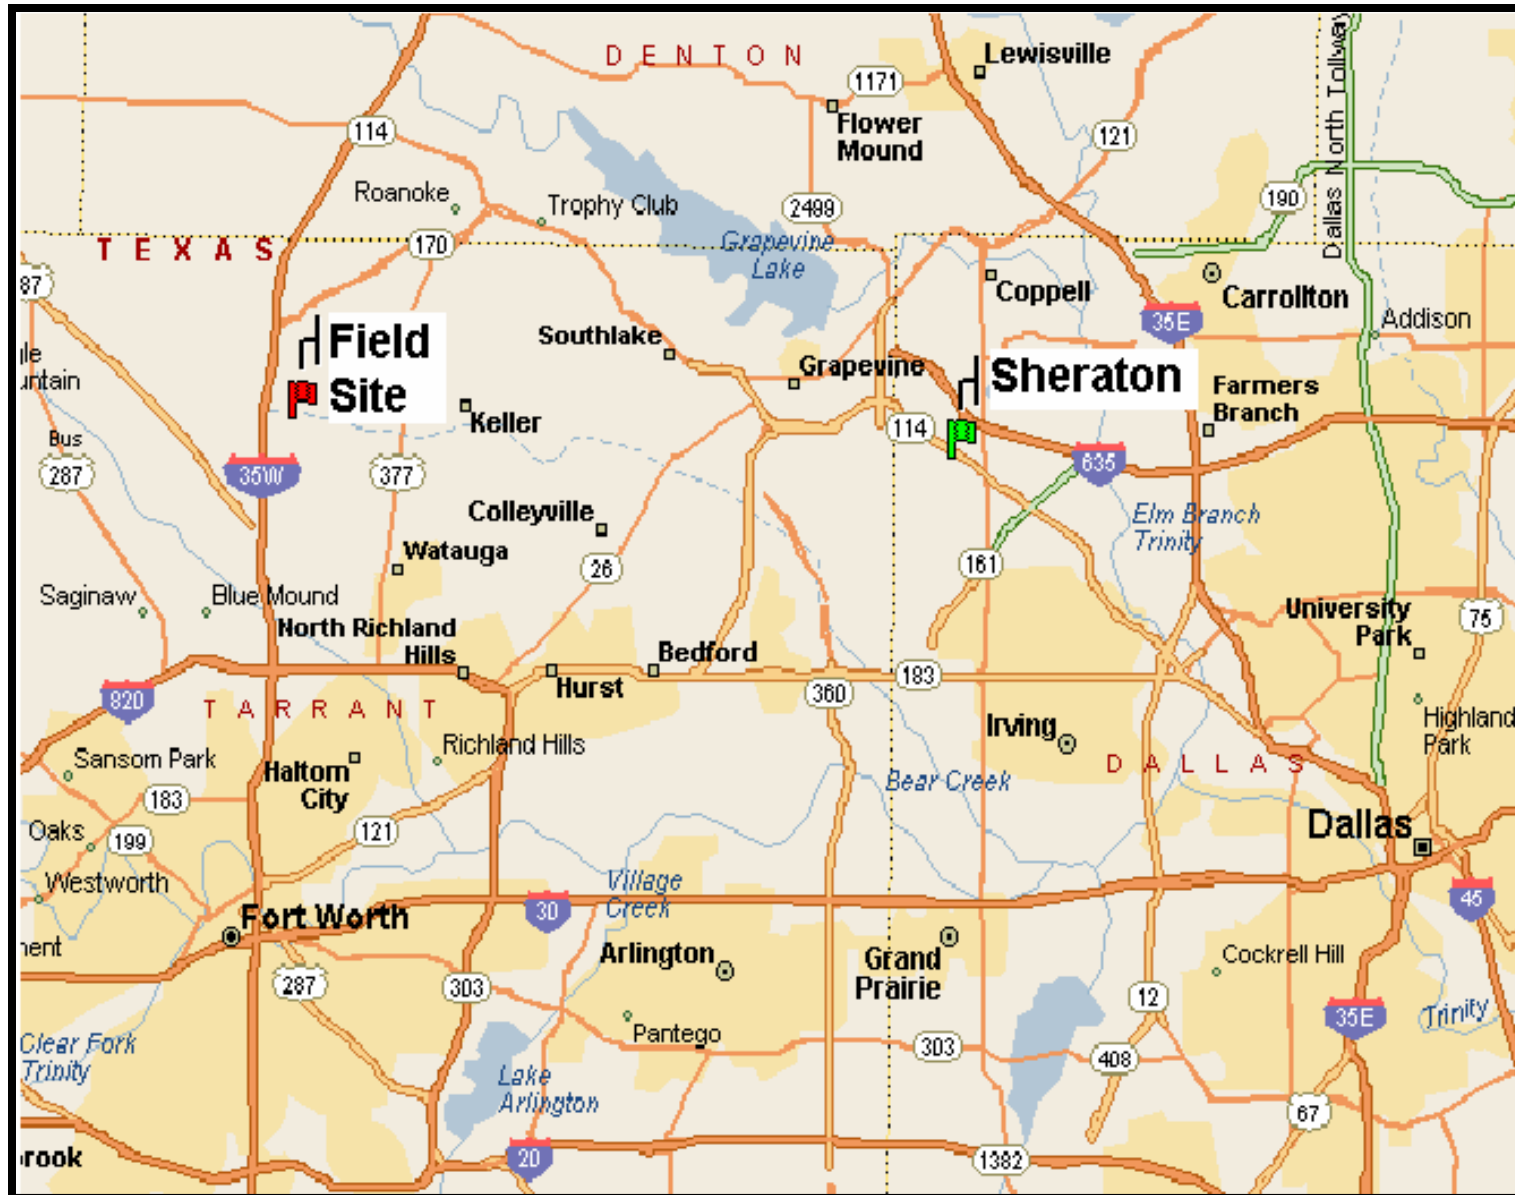 DENTON
Lewisville
1171
Flower
Mound
114
121
Dallas North Tollway
Roanoke
Trophy Club
2499
190
170
TEXAS
Grapevine
Lake
87
Coppell
Carrollton
35E
Addison
Field
Site
Southlake
Grapevine
Sheraton
Farmers
Branch
Keller
114
Bus
287
35W
377
635
Colleyville
Elm Branch
Trinity
Watauga
26
161
Saginaw
Blue Mound
University
Park
75
North Richland
Hills
Bedford
183
Hurst
360
820
TARRANT
Irving
Highland
Park
Sansom Park
Haltom
City
Richland Hills
DALLAS
Bear Creek
183
121
Dallas
Oaks
199
Westworth
Village
Creek
30
45
Fort Worth
Arlington
Grand
Prairie
Cockrell Hill
287
303
12
35E
Trinity
Pantego
303
408
Clear Fork
Trinity
Lake
Arlington
67
rook
20
1382